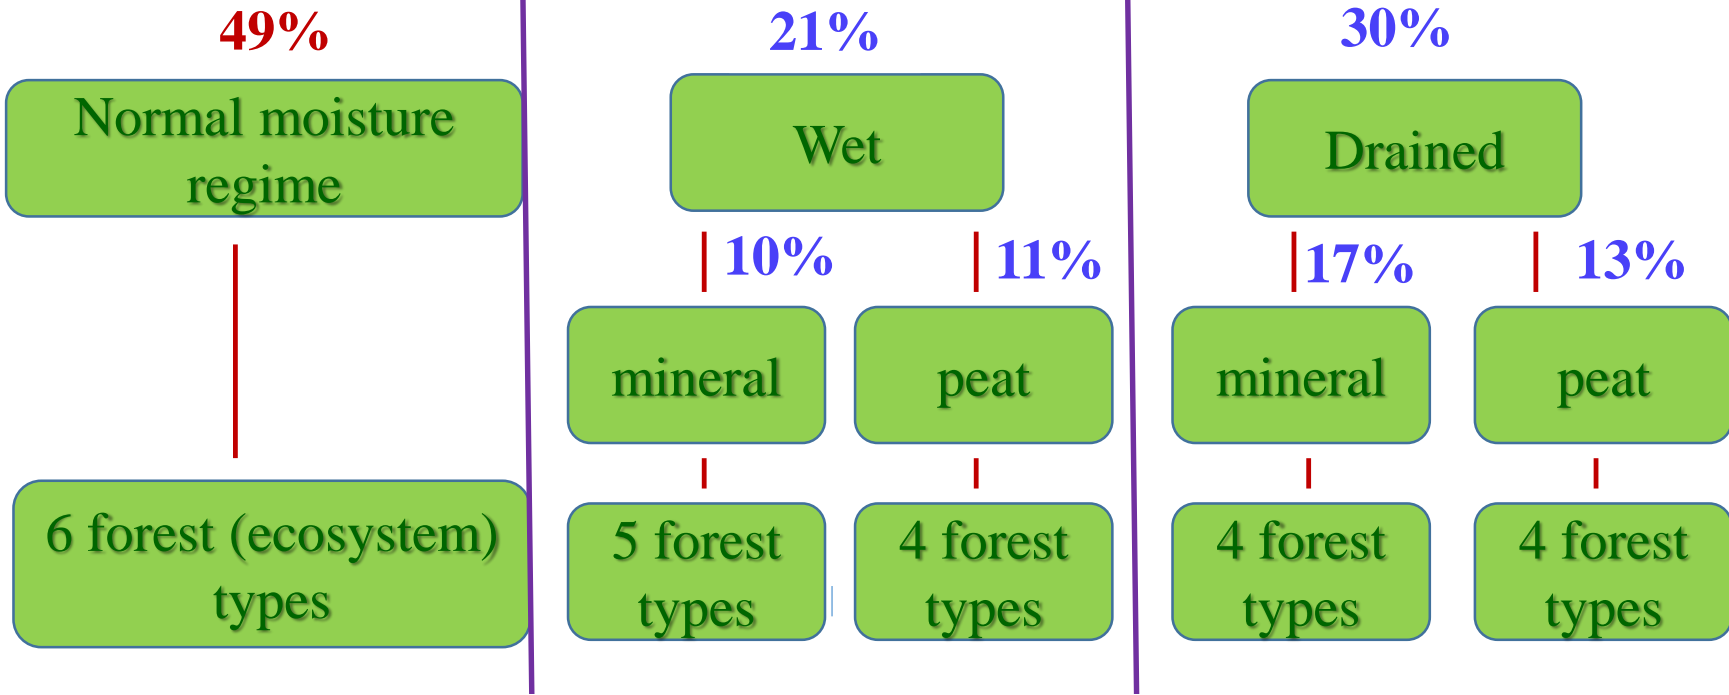 49%
21%
30%
Normal moisture
regime
Wet
Drained
10%
11%
17%
13%
mineral
peat
mineral
peat
6 forest (ecosystem)
types
5 forest
types
4 forest
types
4 forest
types
4 forest
types